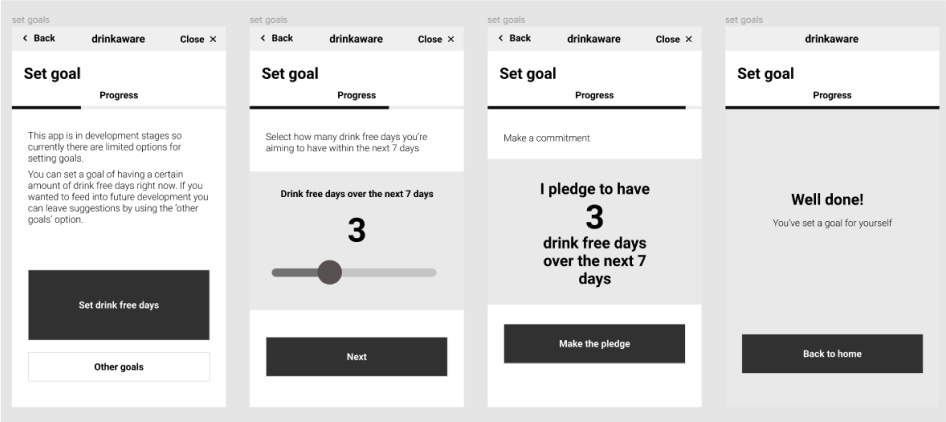 set goals
Back
drinkaware
Close ×
Set goal
Progress
This app is in development stages so
currently there are limited options for
setting goals.
You can set a goal of having a certain
amount of drink free days right now. If you
wanted to feed into future development you
can leave suggestions by using the 'other
goals' option.
Set drink free days
Other goals
set goals
Back
drinkaware
Close ×
Set goal
Progress
Select how many drink free days you're
aiming to have within the next 7 days
Drink free days over the next 7 days
3
Next
set goals
Back
drinkaware
Close ×
Set goal
Progress
Make a commitment
I pledge to have
3
drink free days
over the next 7
days
Make the pledge
set goals
drinkaware
Set goal
Progress
Well done!
You've set a goal for yourself
Back to home